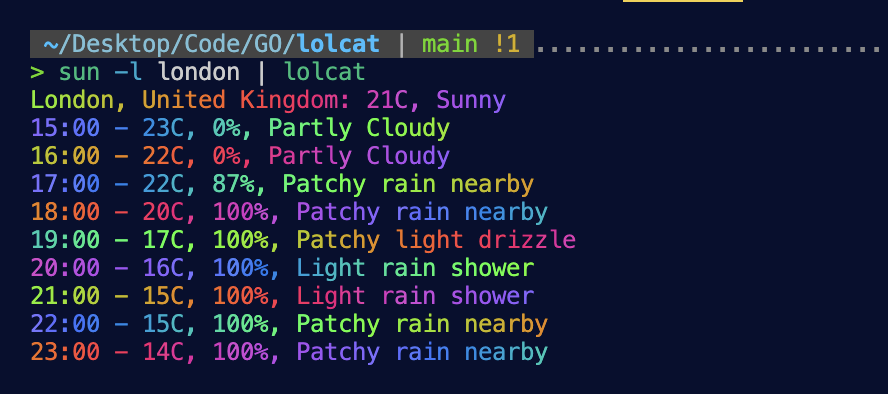 ~/Desktop/Code/GO/lolcat | main !1 .........................
> sun -l london | lolcat
London, United Kingdom: 21C, Sunny
15:00 - 23C, 0%, Partly Cloudy
16:00 - 22C, 0%, Partly Cloudy
17:00 - 22C, 87%, Patchy rain nearby
18:00 - 20C, 100%, Patchy rain nearby
19:00 - 17C, 100%, Patchy light drizzle
20:00 - 16C, 100%, Light rain shower
21:00 - 15C, 100%, Light rain shower
22:00 - 15C, 100%, Patchy rain nearby
23:00 - 14C, 100%, Patchy rain nearby